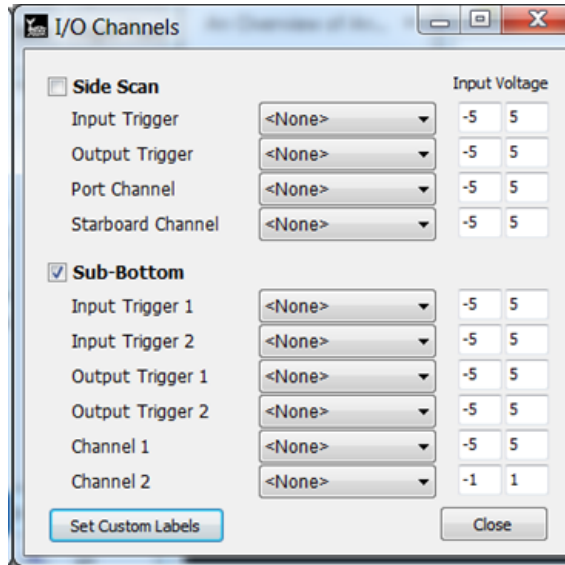 I/O Channels
Side Scan Input Voltage
Input Trigger <None> -5 5
Output Trigger <None> -5 5
Port Channel <None> -5 5
Starboard Channel <None> -5 5
Sub-Bottom
Input Trigger 1 <None> -5 5
Input Trigger 2 <None> -5 5
Output Trigger 1 <None> -5 5
Output Trigger 2 <None> -5 5
Channel 1 <None> -5 5
Channel 2 <None> -1 1
Set Custom Labels Close